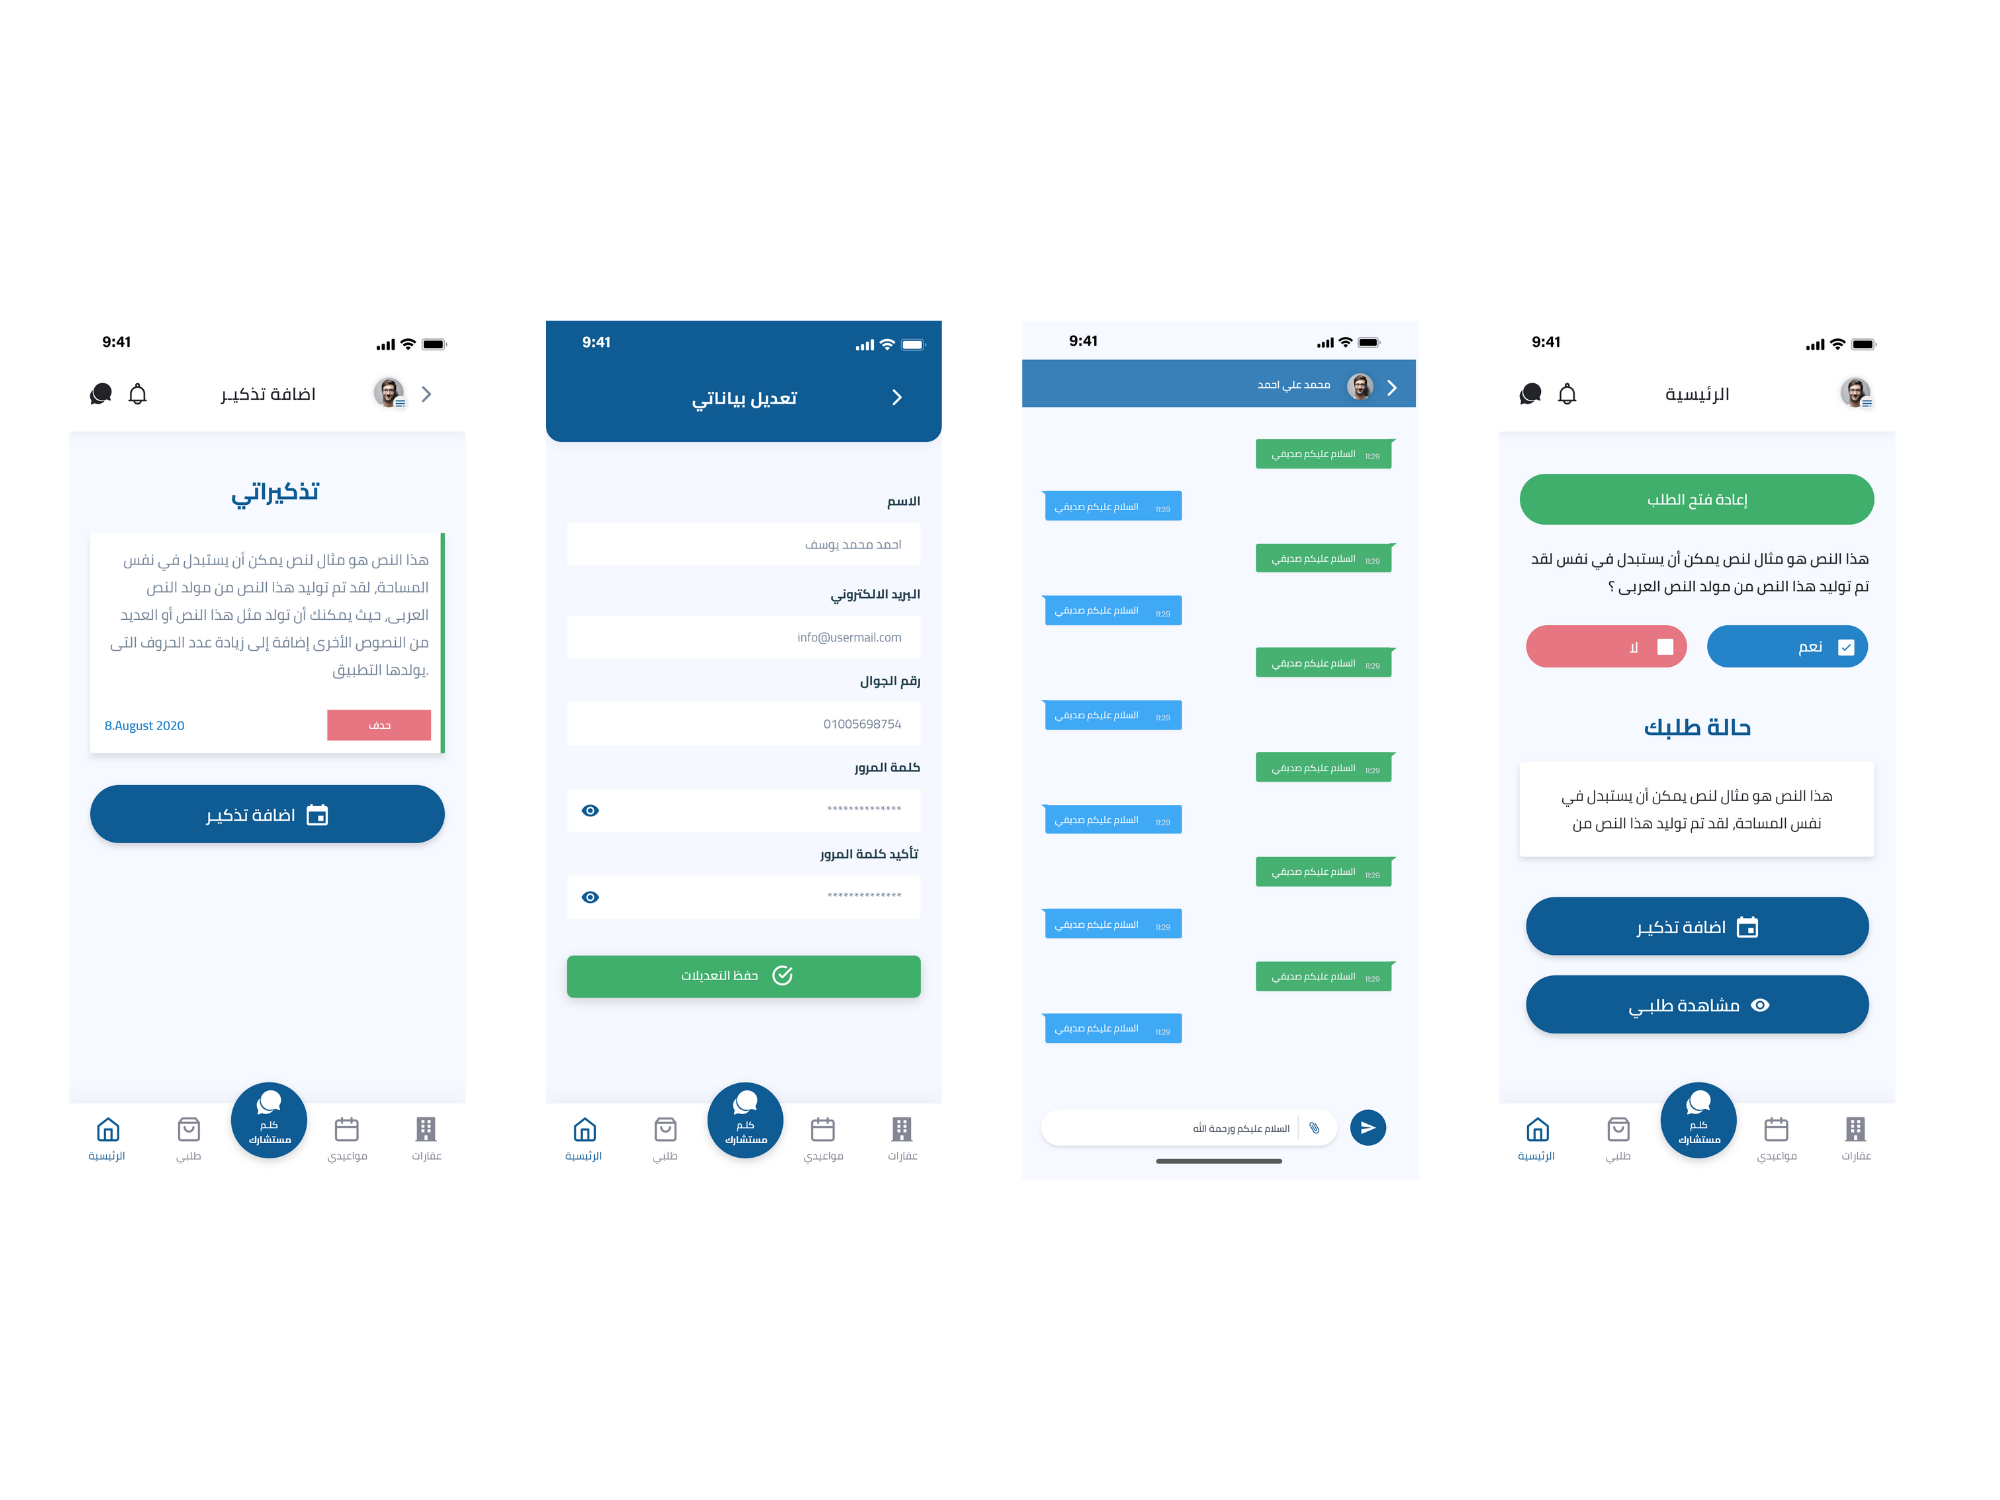 9:41
اضافة تذكيـر
تذكيراتي
هذا النص هو مثال لنص يمكن أن يستبدل في نفس
المساحة, لقد تم توليد هذا النص من مولد النص
العربى, حيث يمكنك أن تولد مثل هذا النص أو العديد
من النصوص الأخرى إضافة إلى زيادة عدد الحروف التى
يولدها التطبيق.
حدف
8.August 2020
اضافة تذكيـر
عقارات
مواعيدي
كلـم
مستشارك
طلبي
الرئيسية
9:41
تعديل بياناتي
الاسم
احمد محمد يوسف
البريد الالكتروني
info@usermail.com
رقم الجوال
01005698754
كلمة المرور
**************
تأكيد كلمة المرور
**************
حفظ التعديلات
عقارات
مواعيدي
كلـم
مستشارك
طلبي
الرئيسية
9:41
محمد علي احمد
السلام عليكم صديقي 11:29
السلام عليكم صديقي 11:29
السلام عليكم صديقي 11:29
السلام عليكم صديقي 11:29
السلام عليكم صديقي 11:29
السلام عليكم صديقي 11:29
السلام عليكم صديقي 11:29
السلام عليكم صديقي 11:29
السلام عليكم صديقي 11:29
السلام عليكم صديقي 11:29
السلام عليكم صديقي 11:29
السلام عليكم صديقي 11:29
السلام عليكم ورحمة الله
9:41
الرئيسية
إعادة فتح الطلب
هذا النص هو مثال لنص يمكن أن يستبدل في نفس لقد
تم توليد هذا النص من مولد النص العربى ؟
نعم
لا
حالة طلبك
هذا النص هو مثال لنص يمكن أن يستبدل في
نفس المساحة, لقد تم توليد هذا النص من
اضافة تذكيـر
مشاهدة طلبـي
عقارات
مواعيدي
كلـم
مستشارك
طلبي
الرئيسية